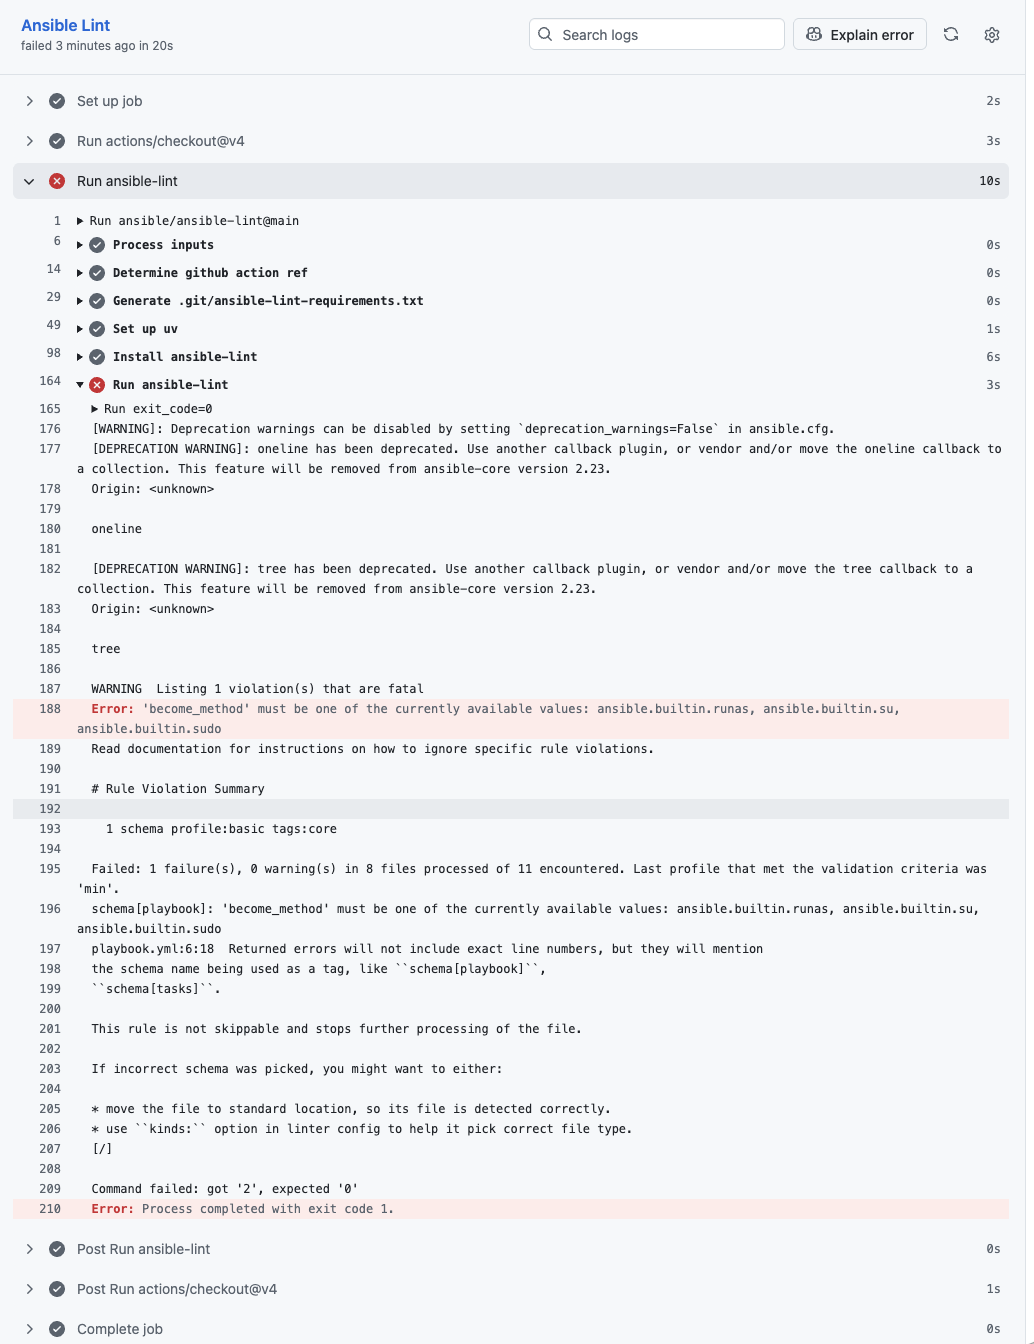 Ansible Lint
failed 3 minutes ago in 20s
Search logs
Explain error
Set up job 2s
Run actions/checkout@v4 3s
Run ansible-lint 10s
1 Run ansible/ansible-lint@main
6 Process inputs 0s
14 Determine github action ref 0s
29 Generate .git/ansible-lint-requirements.txt 0s
49 Set up uv 1s
98 Install ansible-lint 6s
164 Run ansible-lint 3s
165 Run exit_code=0
176 [WARNING]: Deprecation warnings can be disabled by setting `deprecation_warnings=False` in ansible.cfg.
177 [DEPRECATION WARNING]: oneline has been deprecated. Use another callback plugin, or vendor and/or move the oneline callback to
a collection. This feature will be removed from ansible-core version 2.23.
178 Origin: <unknown>
179
180 oneline
181
182 [DEPRECATION WARNING]: tree has been deprecated. Use another callback plugin, or vendor and/or move the tree callback to a
collection. This feature will be removed from ansible-core version 2.23.
183 Origin: <unknown>
184
185 tree
186
187 WARNING  Listing 1 violation(s) that are fatal
188 Error: 'become_method' must be one of the currently available values: ansible.builtin.runas, ansible.builtin.su,
ansible.builtin.sudo
189 Read documentation for instructions on how to ignore specific rule violations.
190
191 # Rule Violation Summary
192
193 1 schema profile:basic tags:core
194
195 Failed: 1 failure(s), 0 warning(s) in 8 files processed of 11 encountered. Last profile that met the validation criteria was
'min'.
196 schema[playbook]: 'become_method' must be one of the currently available values: ansible.builtin.runas, ansible.builtin.su,
ansible.builtin.sudo
197 playbook.yml:6:18  Returned errors will not include exact line numbers, but they will mention
198 the schema name being used as a tag, like ``schema[playbook]``,
199 ``schema[tasks]``.
200
201 This rule is not skippable and stops further processing of the file.
202
203 If incorrect schema was picked, you might want to either:
204
205 * move the file to standard location, so its file is detected correctly.
206 * use ``kinds:`` option in linter config to help it pick correct file type.
207 [/]
208
209 Command failed: got '2', expected '0'
210 Error: Process completed with exit code 1.
Post Run ansible-lint 0s
Post Run actions/checkout@v4 1s
Complete job 0s